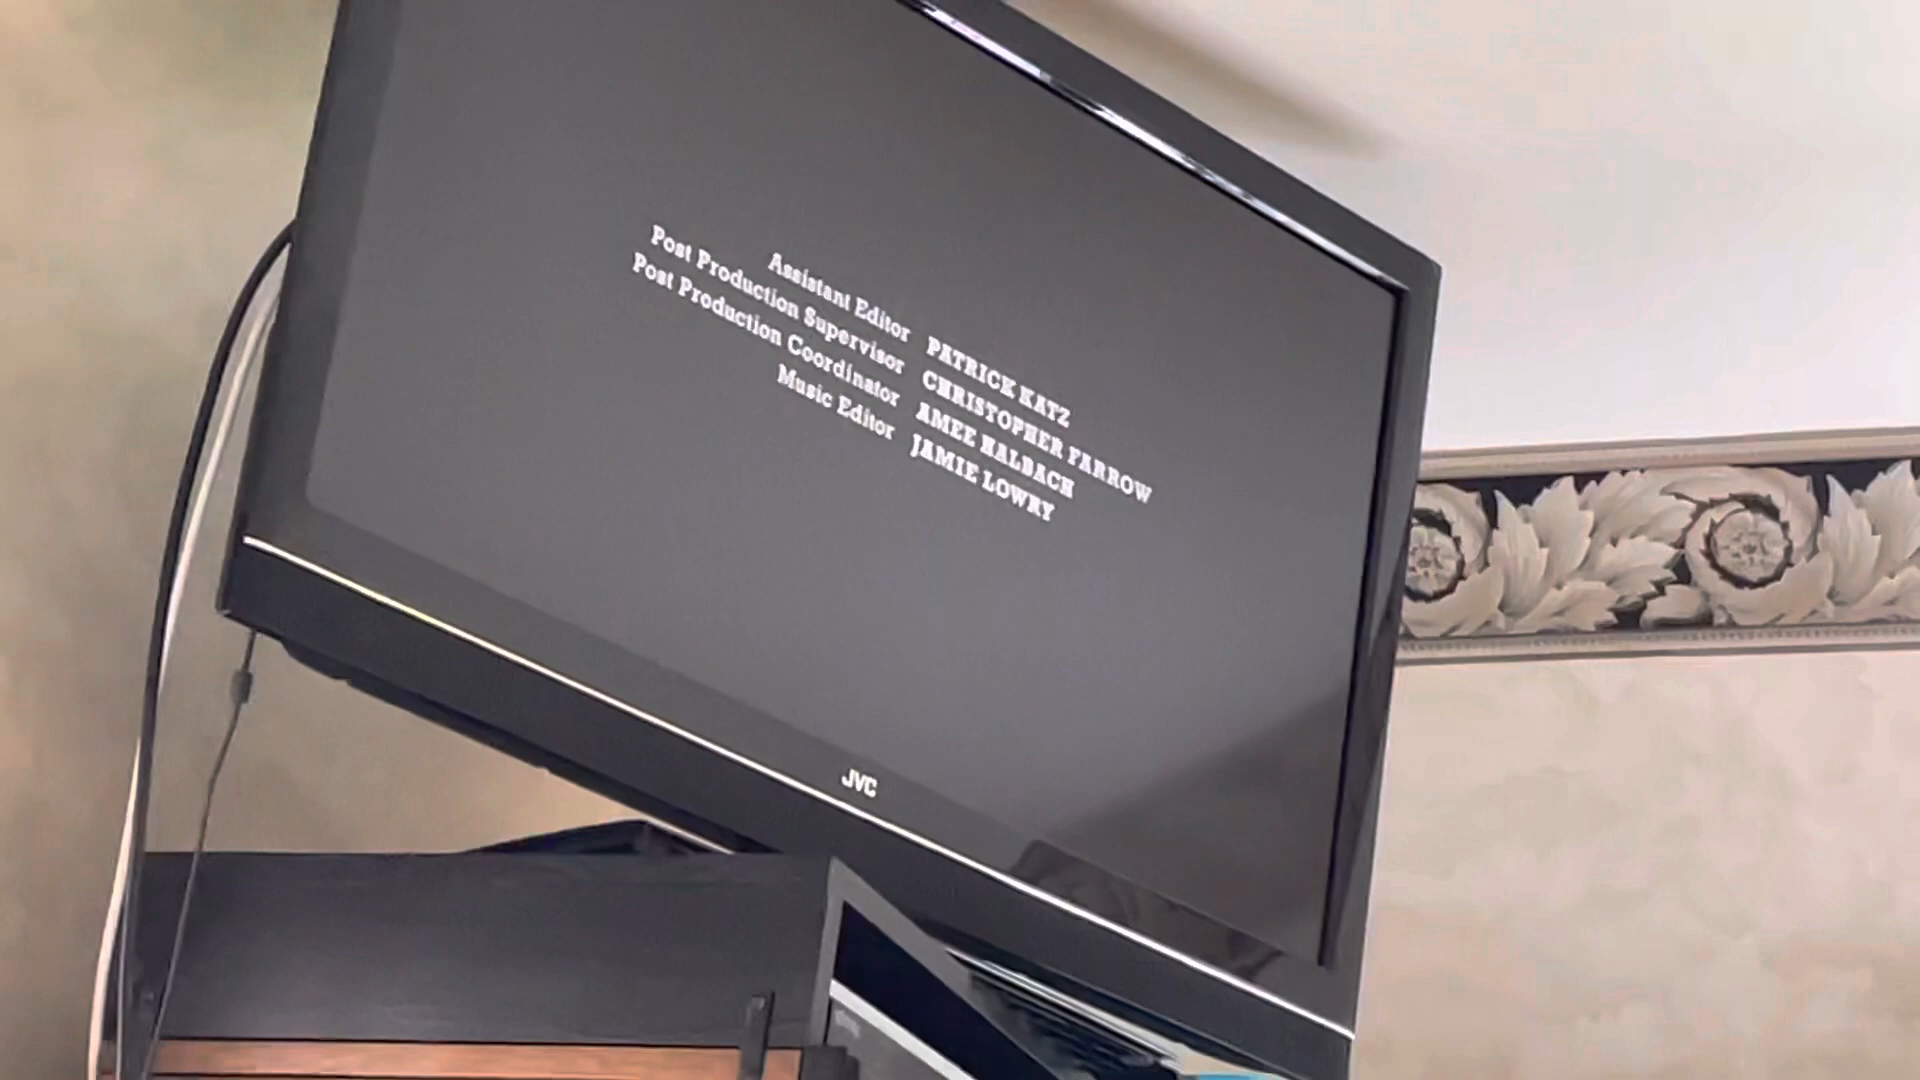 Assistant Editor PATRICK KATZ
Post Production Supervisor CHRISTOPHER FARROW
Post Production Coordinator AMEE HALBACH
Music Editor JAMIE LOWRY
JVC